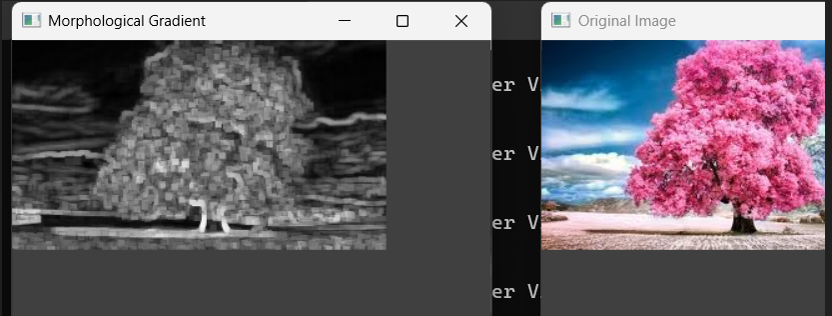 Morphological Gradient
Original Image
er V
er V
er V
er V